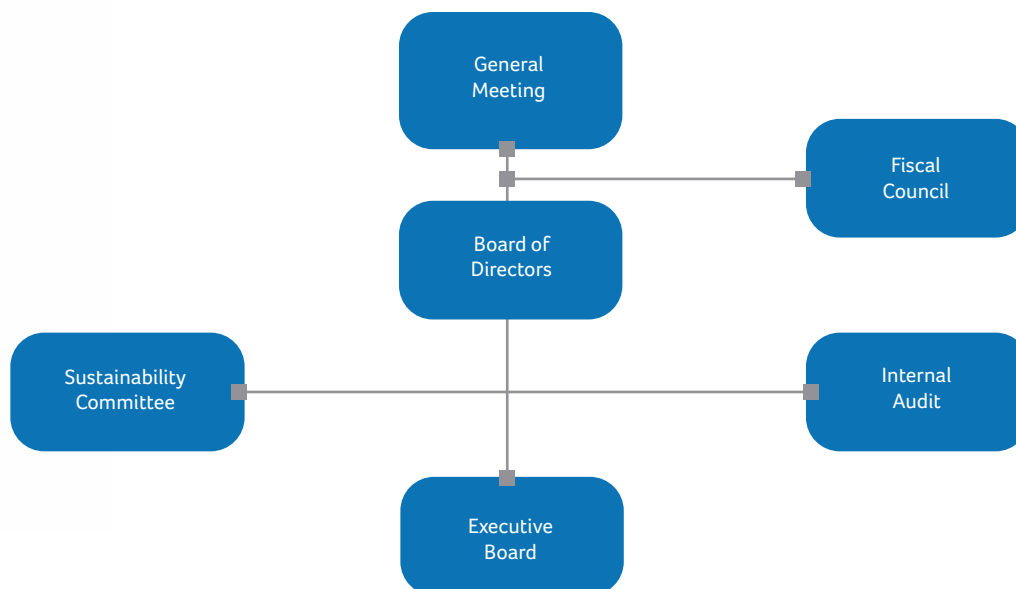 General
Meeting
Fiscal
Council
Board of
Directors
Sustainability
Committee
Internal
Audit
Executive
Board